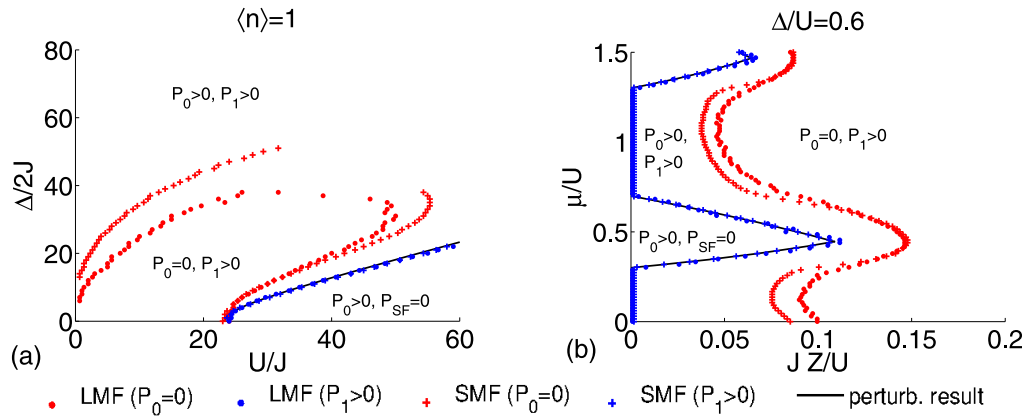 ⟨n⟩=1
Δ/U=0.6
80
60
40
20
0
Δ/2J
P₀>0, P₁>0
P₀=0, P₁>0
P₀>0, P_SF=0
0
20
40
60
U/J
(a)
1.5
1
0.5
0
μ/U
P₀>0,
P₁>0
P₀=0, P₁>0
P₀>0, P_SF=0
0
0.05
0.1
0.15
0.2
J Z/U
(b)
LMF (P₀=0)
LMF (P₁>0)
SMF (P₀=0)
SMF (P₁>0)
perturb. result